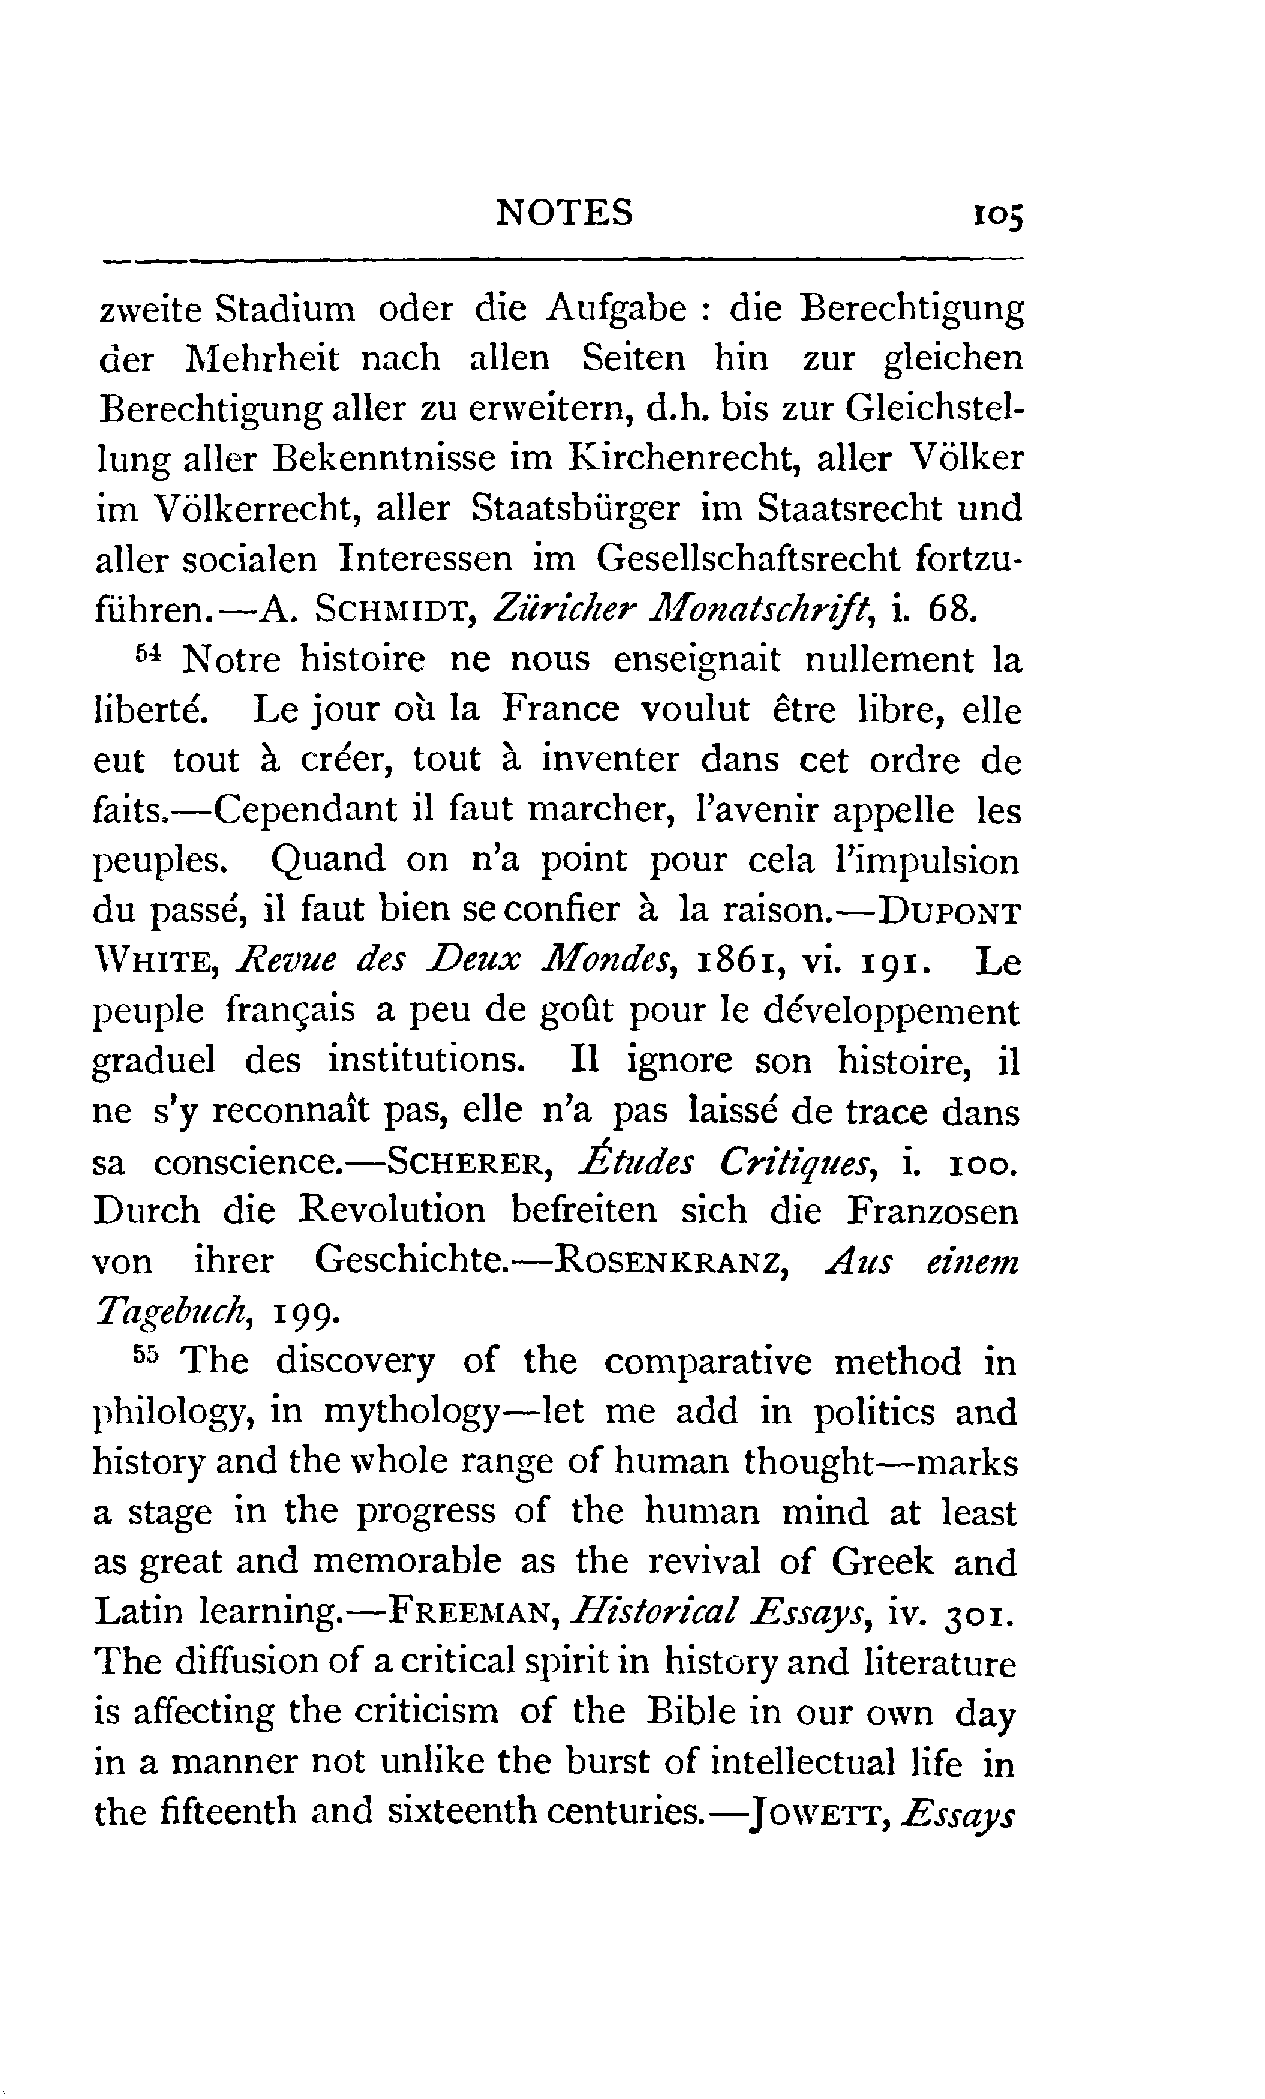 NOTES 105
zweite Stadium oder die Aufgabe : die Berechtigung
der Mehrheit nach allen Seiten hin zur gleichen
Berechtigung aller zu erweitern, d.h. bis zur Gleichstel-
lung aller Bekenntnisse im Kirchenrecht, aller Völker
im Völkerrecht, aller Staatsbürger im Staatsrecht und
aller socialen Interessen im Gesellschaftsrecht fortzu-
führen.—A. SCHMIDT, Züricher Monatschrift, i. 68.
54 Notre histoire ne nous enseignait nullement la
liberté. Le jour où la France voulut être libre, elle
eut tout à créer, tout à inventer dans cet ordre de
faits.—Cependant il faut marcher, l'avenir appelle les
peuples. Quand on n'a point pour cela l'impulsion
du passé, il faut bien se confier à la raison.—DUPONT
WHITE, Revue des Deux Mondes, 1861, vi. 191. Le
peuple français a peu de goût pour le développement
graduel des institutions. Il ignore son histoire, il
ne s'y reconnaît pas, elle n'a pas laissé de trace dans
sa conscience.—SCHERER, Études Critiques, i. 100.
Durch die Revolution befreiten sich die Franzosen
von ihrer Geschichte.—ROSENKRANZ, Aus einem
Tagebuch, 199.
55 The discovery of the comparative method in
philology, in mythology—let me add in politics and
history and the whole range of human thought—marks
a stage in the progress of the human mind at least
as great and memorable as the revival of Greek and
Latin learning.—FREEMAN, Historical Essays, iv. 301.
The diffusion of a critical spirit in history and literature
is affecting the criticism of the Bible in our own day
in a manner not unlike the burst of intellectual life in
the fifteenth and sixteenth centuries.—JOWETT, Essays